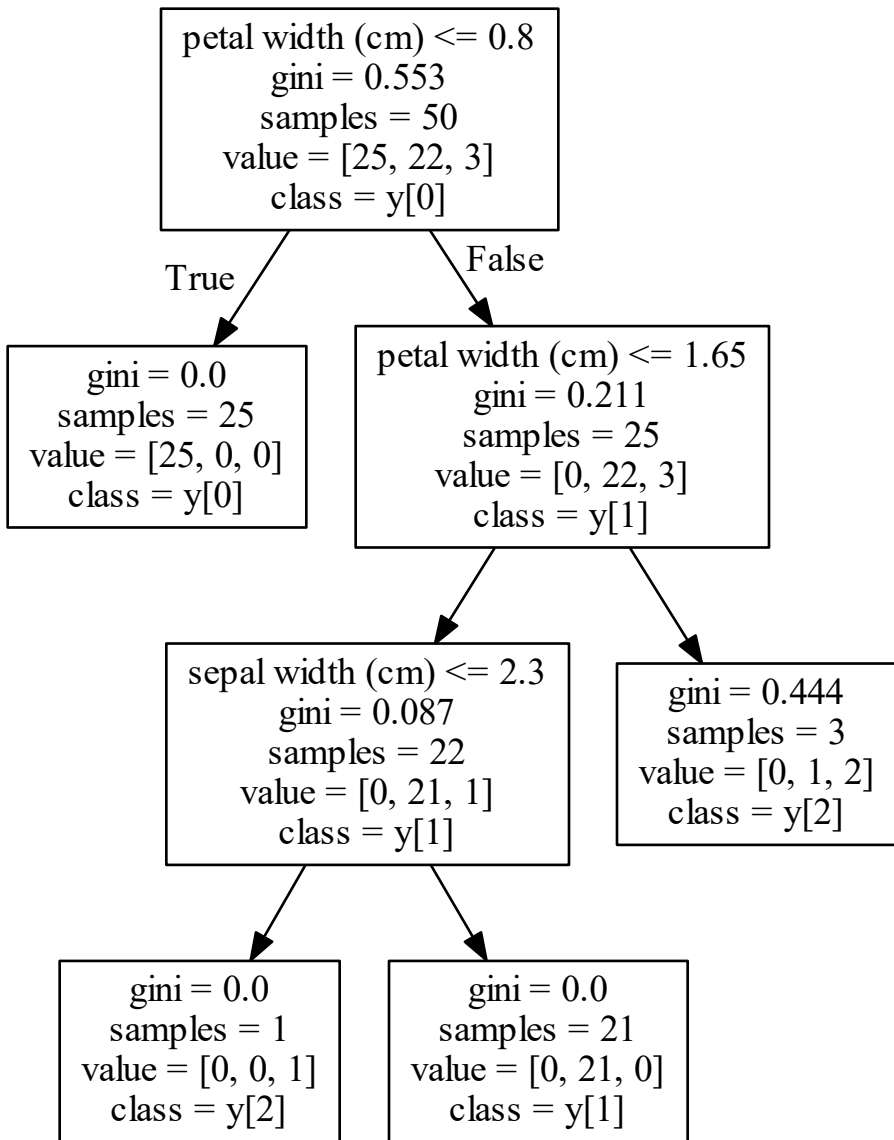 petal width (cm) <= 0.8
gini = 0.553
samples = 50
value = [25, 22, 3]
class = y[0]
True
False
gini = 0.0
samples = 25
value = [25, 0, 0]
class = y[0]
petal width (cm) <= 1.65
gini = 0.211
samples = 25
value = [0, 22, 3]
class = y[1]
sepal width (cm) <= 2.3
gini = 0.087
samples = 22
value = [0, 21, 1]
class = y[1]
gini = 0.444
samples = 3
value = [0, 1, 2]
class = y[2]
gini = 0.0
samples = 1
value = [0, 0, 1]
class = y[2]
gini = 0.0
samples = 21
value = [0, 21, 0]
class = y[1]